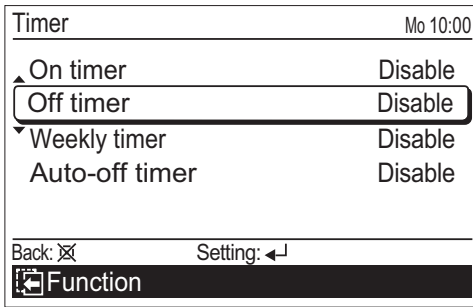 Timer Mo 10:00
On timer Disable
Off timer Disable
Weekly timer Disable
Auto-off timer Disable
Back: Setting:
Function